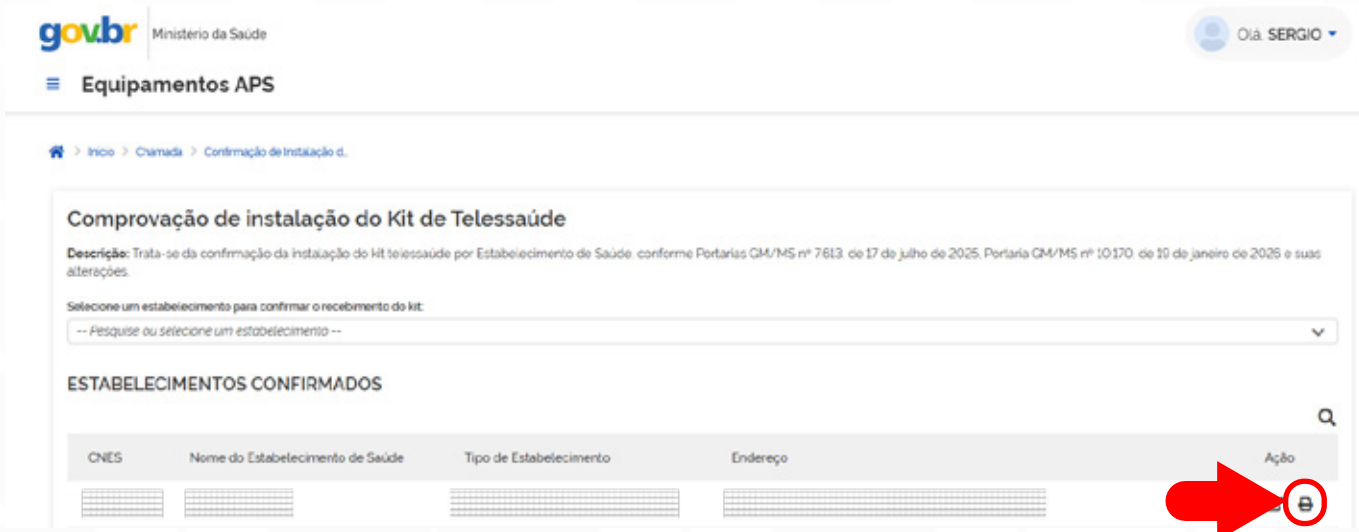 gov.br Ministério da Saúde
Olá, SERGIO
Equipamentos APS
> Início > Chamada > Confirmação de Instalação d...
Comprovação de instalação do Kit de Telessaúde
Descrição: Trata-se da confirmação da instalação do kit telessaúde por Estabelecimento de Saúde, conforme Portarias GM/MS nº 7.613, de 17 de julho de 2025, Portaria GM/MS nº 10.170, de 19 de janeiro de 2026 e suas
alterações.
Selecione um estabelecimento para confirmar o recebimento do kit:
-- Pesquise ou selecione um estabelecimento --
ESTABELECIMENTOS CONFIRMADOS
CNES Nome do Estabelecimento de Saúde Tipo de Estabelecimento Endereço Ação